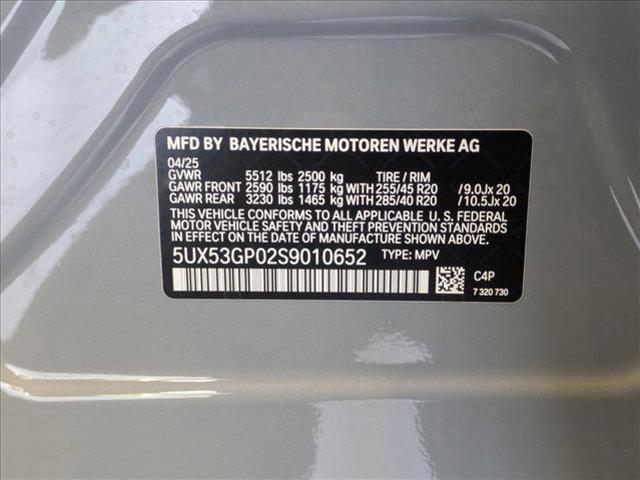 MFD BY BAYERISCHE MOTOREN WERKE AG
04/25
GVWR 5512 lbs 2500 kg TIRE / RIM
GAWR FRONT 2590 lbs 1175 kg WITH 255/45 R20 /9.0Jx 20
GAWR REAR 3230 lbs 1465 kg WITH 285/40 R20 /10.5Jx 20
THIS VEHICLE CONFORMS TO ALL APPLICABLE U. S. FEDERAL
MOTOR VEHICLE SAFETY AND THEFT PREVENTION STANDARDS
IN EFFECT ON THE DATE OF MANUFACTURE SHOWN ABOVE.
5UX53GP02S9010652 TYPE: MPV
C4P
7 320 730